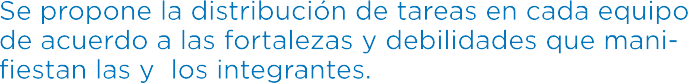 Se propone la distribución de tareas en cada equipo
de acuerdo a las fortalezas y debilidades que mani-
fiestan las y  los integrantes.